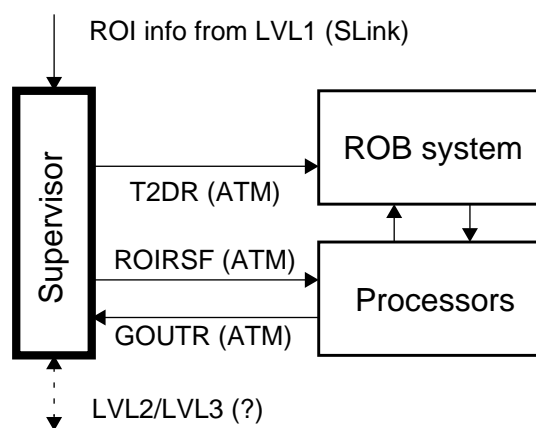 ROI info from LVL1 (SLink)
Supervisor
ROB system
T2DR (ATM)
ROIRSF (ATM)
Processors
GOUTR (ATM)
LVL2/LVL3 (?)